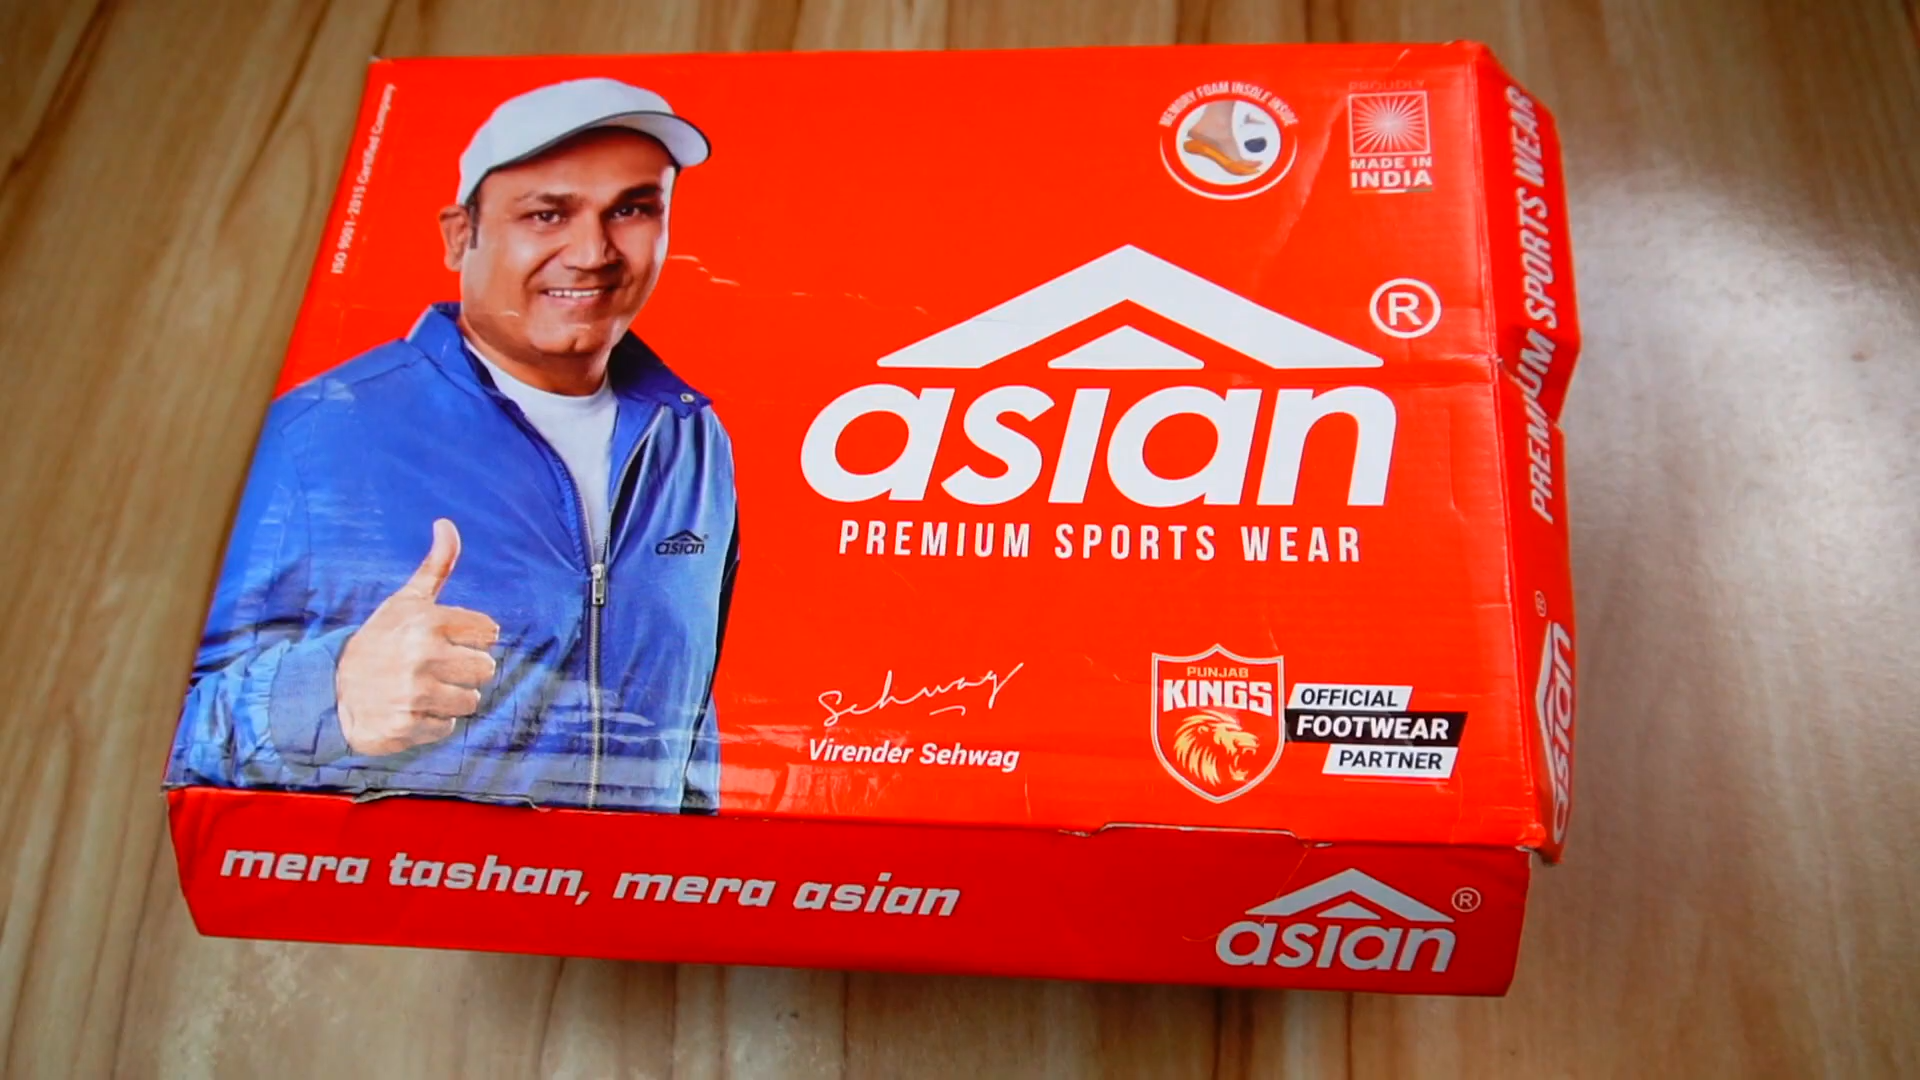 ISO 9001-2015 Certified Company
MEMORY FOAM INSOLE INSIDE
PROUDLY
MADE IN
INDIA
®
asian
PREMIUM SPORTS WEAR
asian
Sehwag
Virender Sehwag
PUNJAB
KINGS
OFFICIAL
FOOTWEAR
PARTNER
PREMIUM SPORTS WEAR
asian®
mera tashan, mera asian
asian®